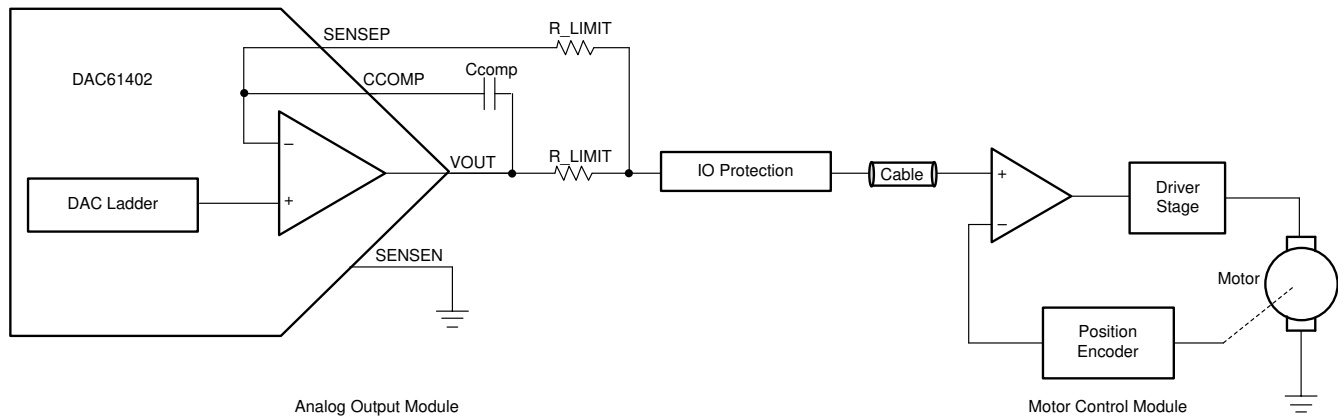 SENSEP
R_LIMIT
DAC61402
CCOMP
Ccomp
−
+
DAC Ladder
VOUT
R_LIMIT
SENSEN
IO Protection
Cable
+
−
Driver
Stage
Motor
Position
Encoder
Analog Output Module
Motor Control Module